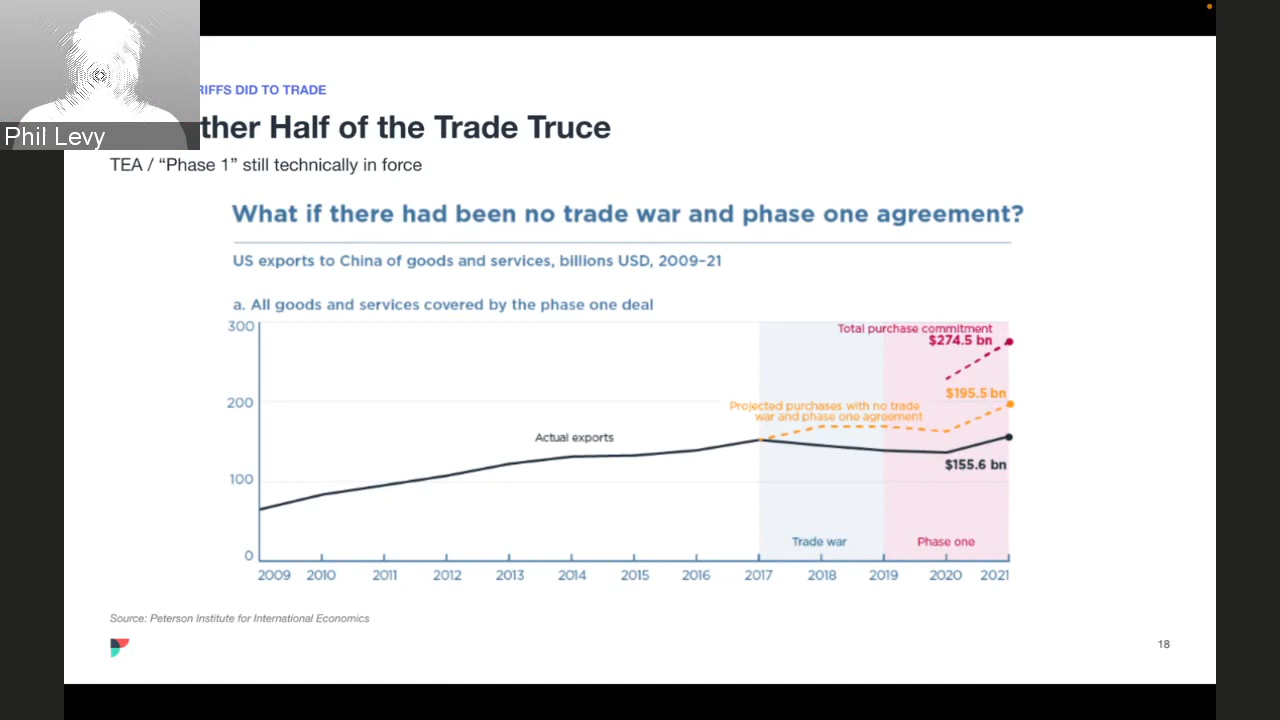 Phil Levy
RIFFS DID TO TRADE
ther Half of the Trade Truce
TEA / “Phase 1” still technically in force
What if there had been no trade war and phase one agreement?
US exports to China of goods and services, billions USD, 2009–21
a. All goods and services covered by the phase one deal
300
200
100
0
Total purchase commitment
$274.5 bn
$195.5 bn
Projected purchases with no trade
war and phase one agreement
Actual exports
$155.6 bn
Trade war
Phase one
2009 2010 2011 2012 2013 2014 2015 2016 2017 2018 2019 2020 2021
Source: Peterson Institute for International Economics
18